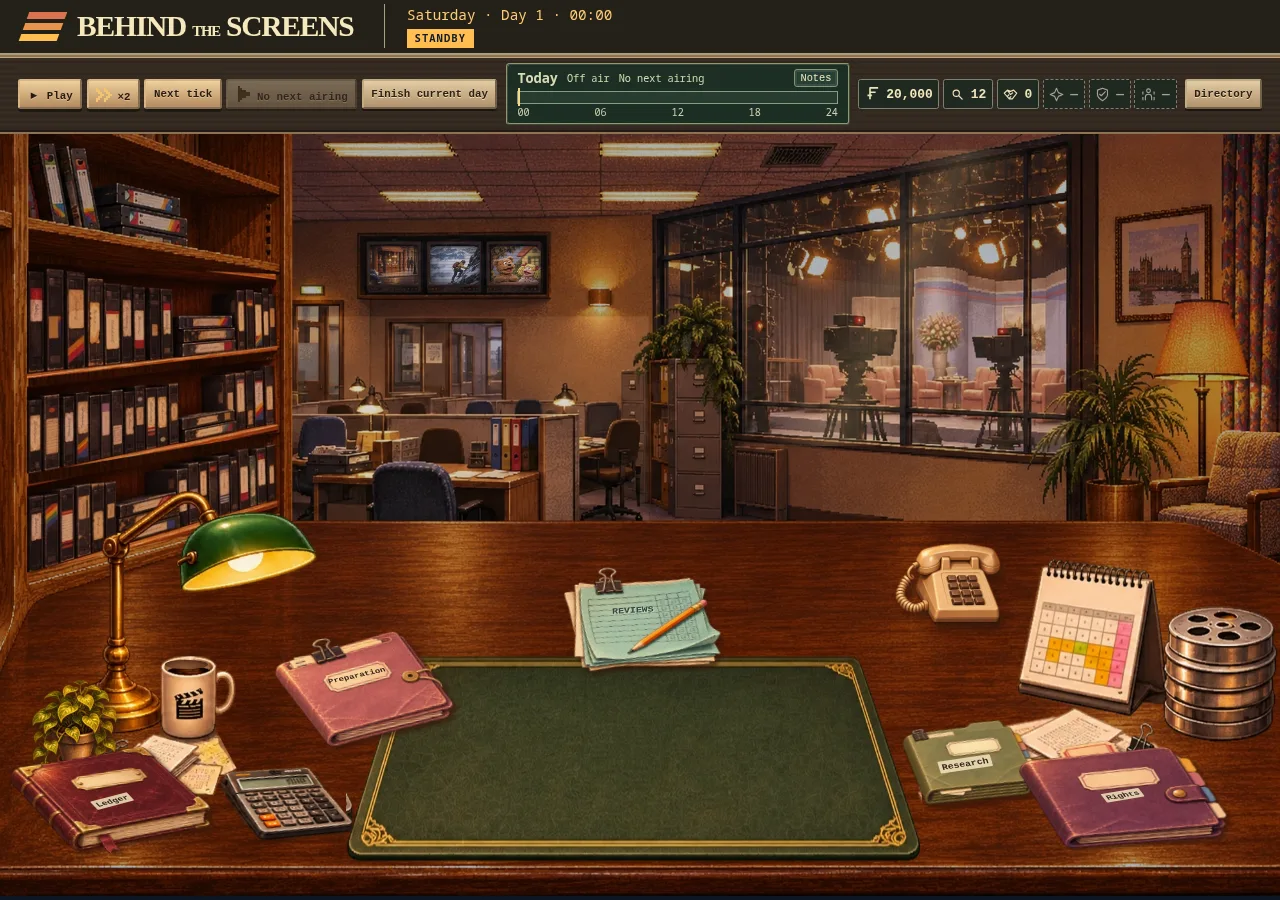 BEHIND THE SCREENS
Saturday · Day 1 · 00:00
STANDBY
Play
×2
Next tick
No next airing
Finish current day
Today Off air No next airing
Notes
00 06 12 18 24
20,000
12
0
—
—
—
Directory
REVIEWS
Preparation
Ledger
Research
Rights